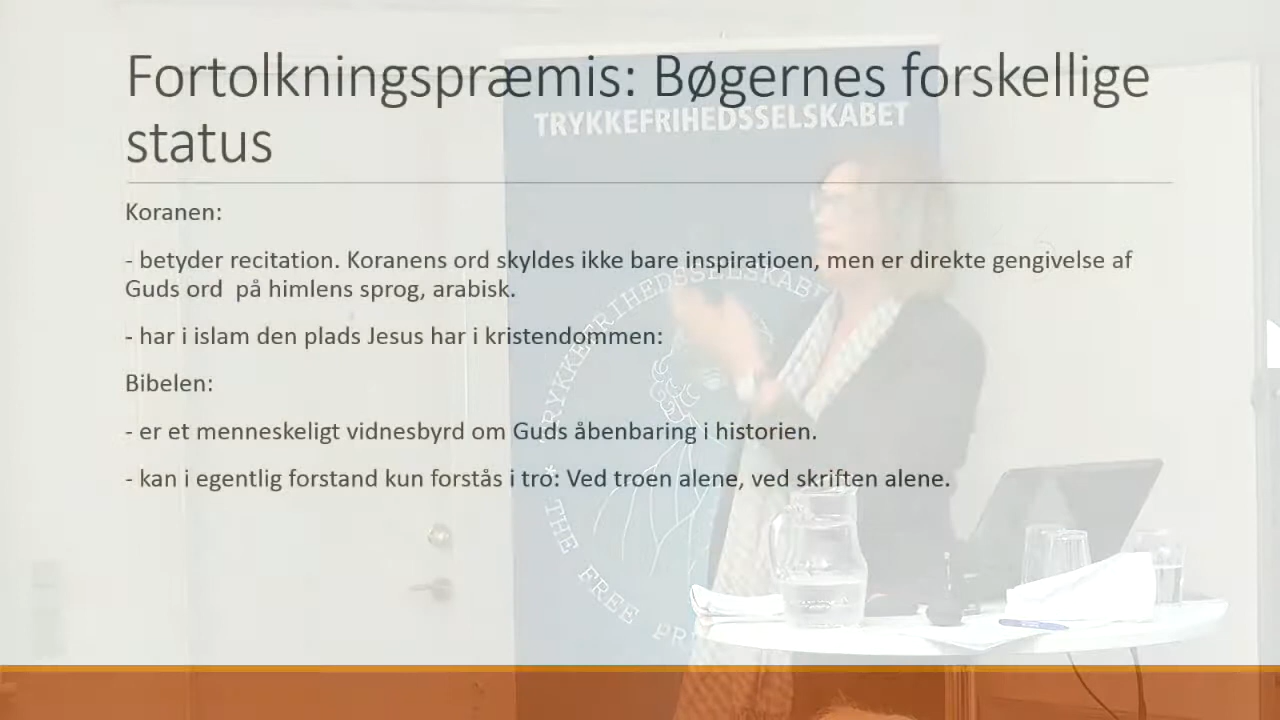 Fortolkningspræmis: Bøgernes forskellige
status
TRYKKEFRIHEDSSELSKABET
Koranen:
- betyder recitation. Koranens ord skyldes ikke bare inspiratioen, men er direkte gengivelse af
Guds ord på himlens sprog, arabisk.
- har i islam den plads Jesus har i kristendommen:
Bibelen:
- er et menneskeligt vidnesbyrd om Guds åbenbaring i historien.
- kan i egentlig forstand kun forstås i tro: Ved troen alene, ved skriften alene.
TRYKKEFRIHEDSSELSKAB
* THE FREE